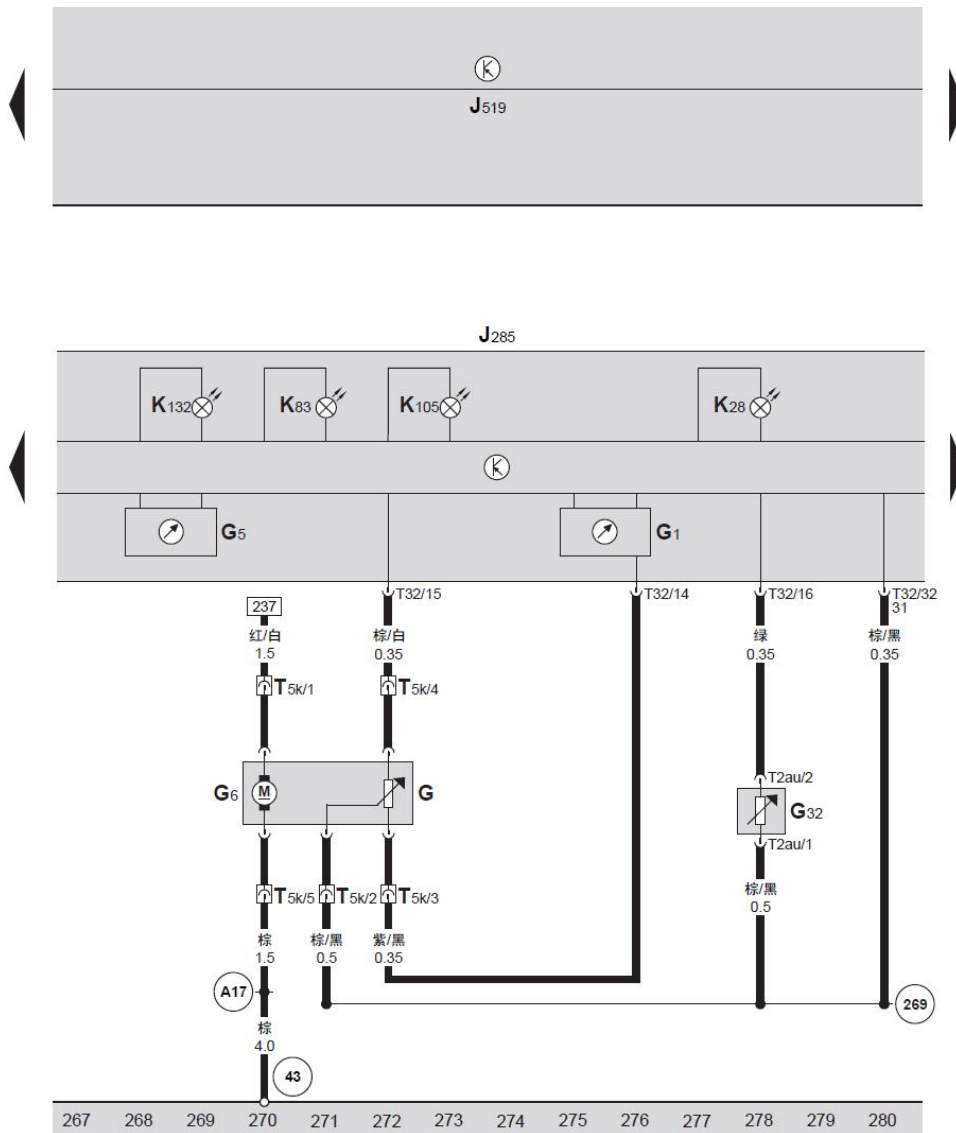 J519
J285
K132 K83 K105 K28
G5 G1
T32/15 T32/14 T32/16 T32/32
31
237
红/白 棕/白 绿 棕/黑
1.5 0.35 0.35 0.35
T5k/1 T5k/4
T2au/2
G6 M G G32
T2au/1
棕/黑
0.5
T5k/5 T5k/2 T5k/3
棕 棕/黑 紫/黑
1.5 0.5 0.35
A17 269
棕
4.0
43
267 268 269 270 271 272 273 274 275 276 277 278 279 280